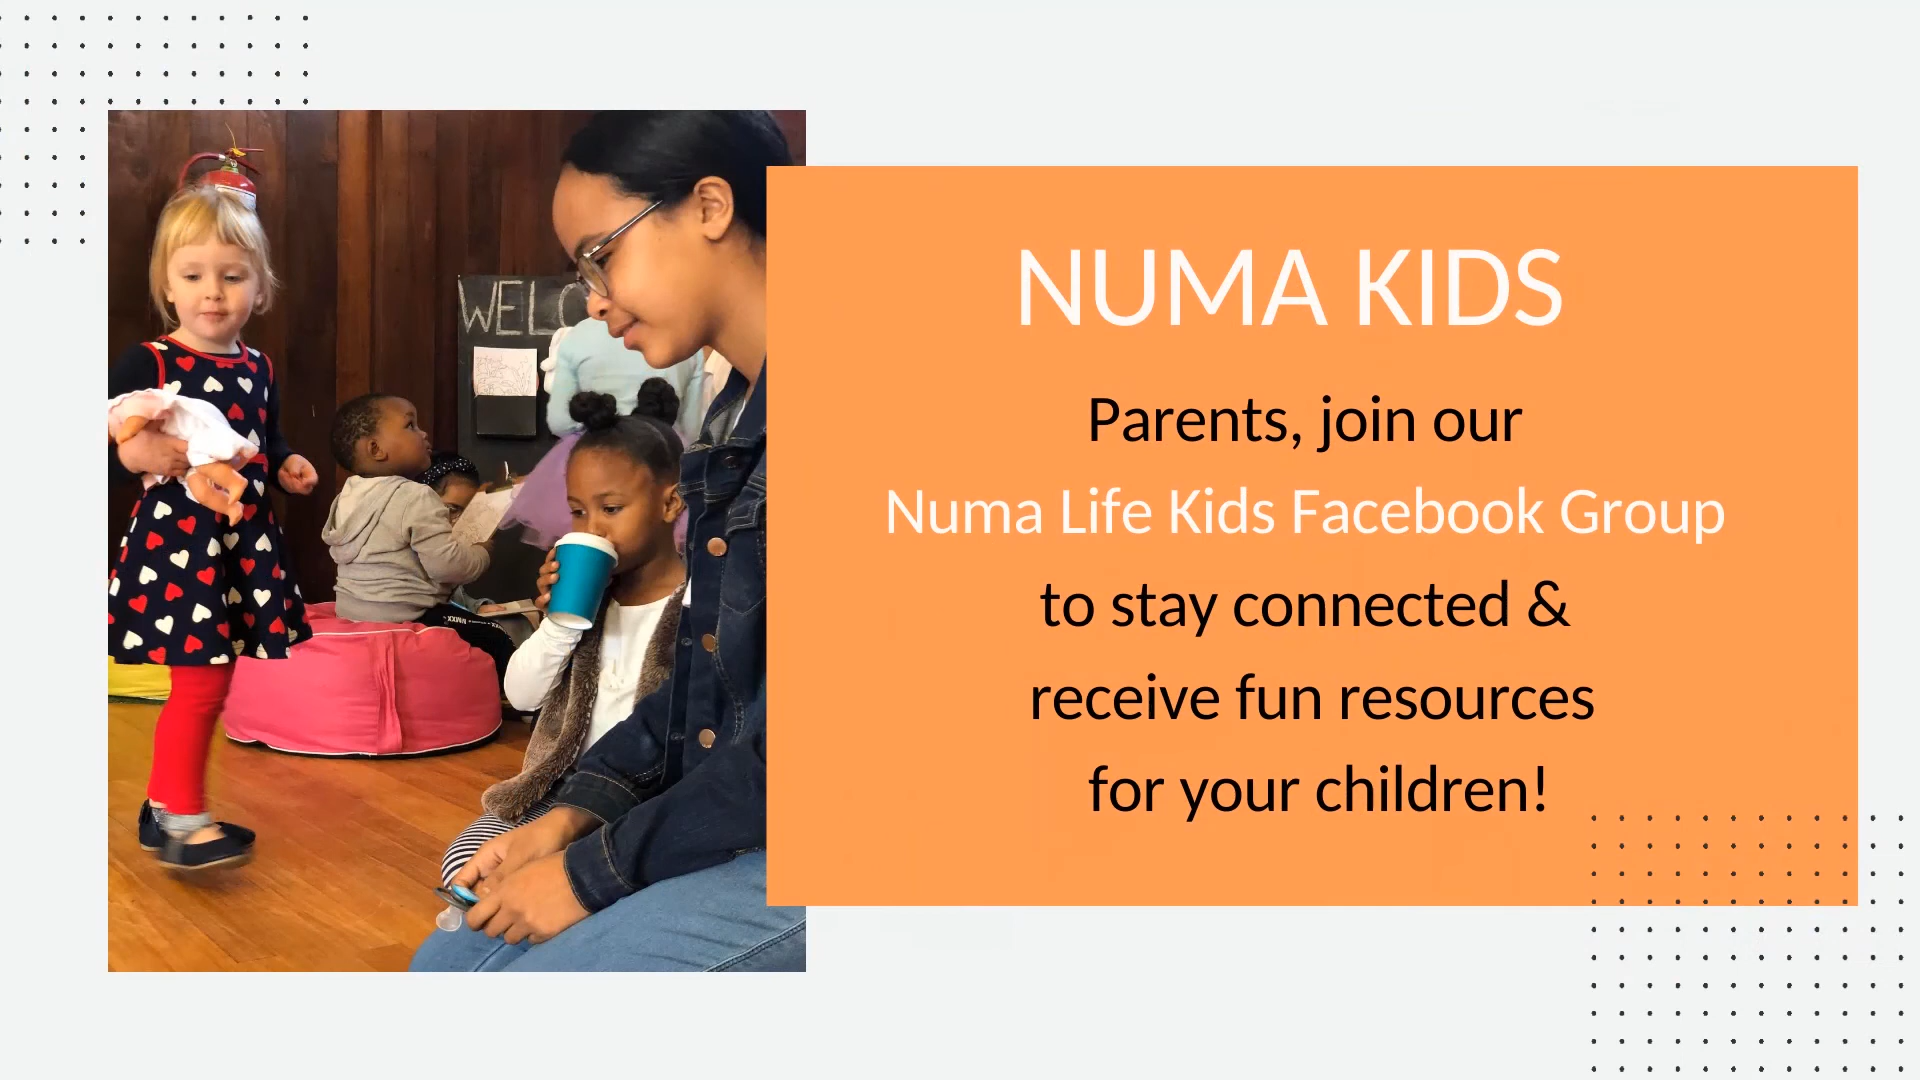 WELC
NUMA KIDS
Parents, join our
Numa Life Kids Facebook Group
to stay connected &
receive fun resources
for your children!